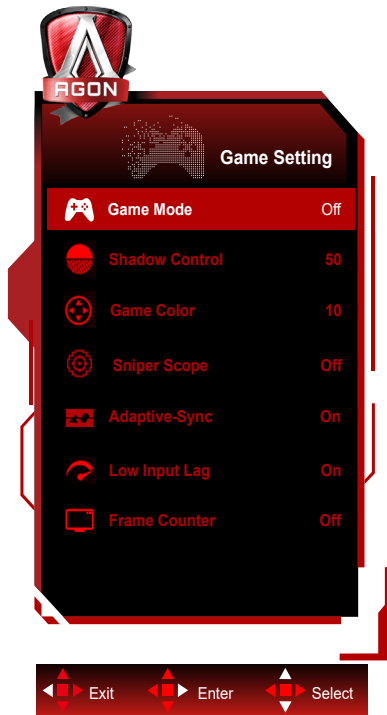 AGON
Game Setting
Game Mode Off
Shadow Control 50
Game Color 10
Sniper Scope Off
Adaptive-Sync On
Low Input Lag On
Frame Counter Off
Exit Enter Select